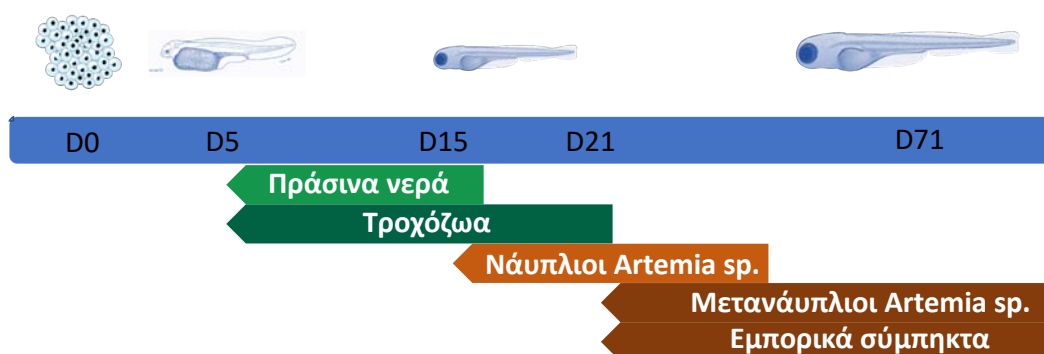 D0 D5 D15 D21 D71
Πράσινα νερά
Τροχόζωα
Νάυπλιοι Artemia sp.
Μετανάυπλιοι Artemia sp.
Εμπορικά σύμπηκτα